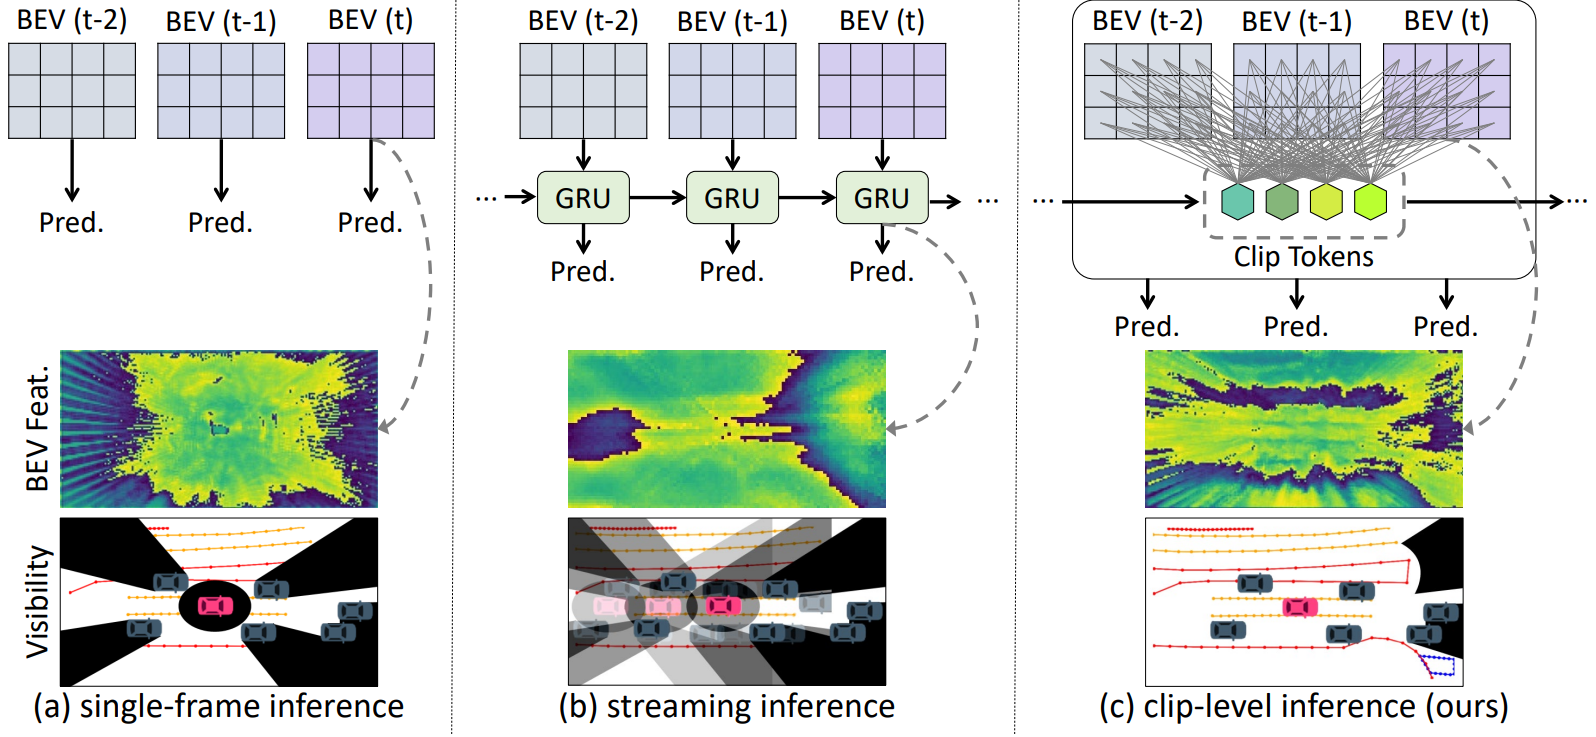 BEV (t-2) BEV (t-1) BEV (t)
Pred. Pred. Pred.
BEV Feat.
Visibility
(a) single-frame inference
BEV (t-2) BEV (t-1) BEV (t)
... GRU GRU GRU ...
Pred. Pred. Pred.
(b) streaming inference
BEV (t-2) BEV (t-1) BEV (t)
... ...
Clip Tokens
Pred. Pred. Pred.
(c) clip-level inference (ours)